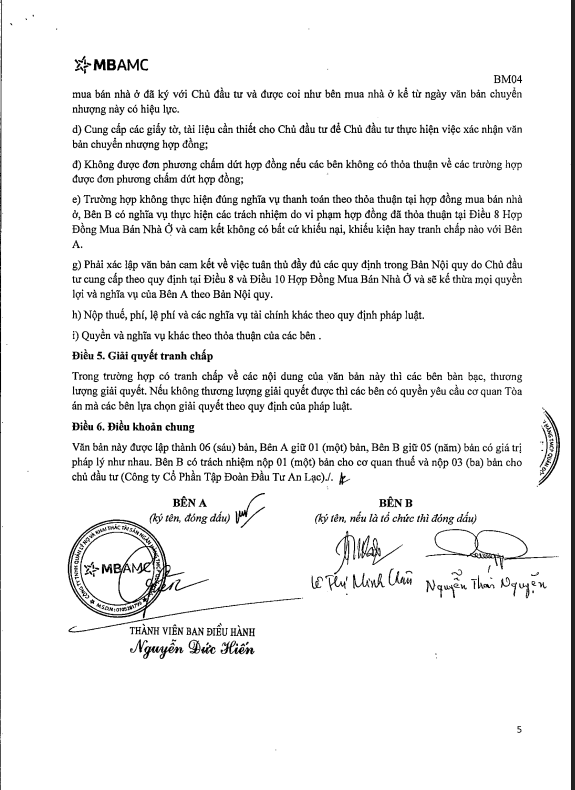 MBAMC
BM04
mua bán nhà ở đã ký với Chủ đầu tư và được coi như bên mua nhà ở kể từ ngày văn bản chuyển
nhượng này có hiệu lực.
d) Cung cấp các giấy tờ, tài liệu cần thiết cho Chủ đầu tư để Chủ đầu tư thực hiện việc xác nhận văn
bản chuyển nhượng hợp đồng;
đ) Không được đơn phương chấm dứt hợp đồng nếu các bên không có thỏa thuận về các trường hợp
được đơn phương chấm dứt hợp đồng;
e) Trường hợp không thực hiện đúng nghĩa vụ thanh toán theo thỏa thuận tại hợp đồng mua bán nhà
ở, Bên B có nghĩa vụ thực hiện các trách nhiệm do vi phạm hợp đồng đã thỏa thuận tại Điều 8 Hợp
Đồng Mua Bán Nhà Ở và cam kết không có bất cứ khiếu nại, khiếu kiện hay tranh chấp nào với Bên
A.
g) Phải xác lập văn bản cam kết về việc tuân thủ đầy đủ các quy định trong Bản Nội quy do Chủ đầu
tư cung cấp theo quy định tại Điều 8 và Điều 10 Hợp Đồng Mua Bán Nhà Ở và sẽ kế thừa mọi quyền
lợi và nghĩa vụ của Bên A theo Bản Nội quy.
h) Nộp thuế, phí, lệ phí và các nghĩa vụ tài chính khác theo quy định pháp luật.
i) Quyền và nghĩa vụ khác theo thỏa thuận của các bên .
Điều 5. Giải quyết tranh chấp
Trong trường hợp có tranh chấp về các nội dung của văn bản này thì các bên bàn bạc, thương
lượng giải quyết. Nếu không thương lượng giải quyết được thì các bên có quyền yêu cầu cơ quan Tòa
án mà các bên lựa chọn giải quyết theo quy định của pháp luật.
Điều 6. Điều khoản chung
Văn bản này được lập thành 06 (sáu) bản, Bên A giữ 01 (một) bản, Bên B giữ 05 (năm) bản có giá trị
pháp lý như nhau. Bên B có trách nhiệm nộp 01 (một) bản cho cơ quan thuế và nộp 03 (ba) bản cho
chủ đầu tư (Công ty Cổ Phần Tập Đoàn Đầu Tư An Lạc)./.
BÊN A
(ký tên, đóng dấu)
BÊN B
(ký tên, nếu là tổ chức thì đóng dấu)
MBAMC
Lê Thị Minh Châu
Nguyễn Thái Nguyễn
THÀNH VIÊN BAN ĐIỀU HÀNH
Nguyễn Đức Hiến
5